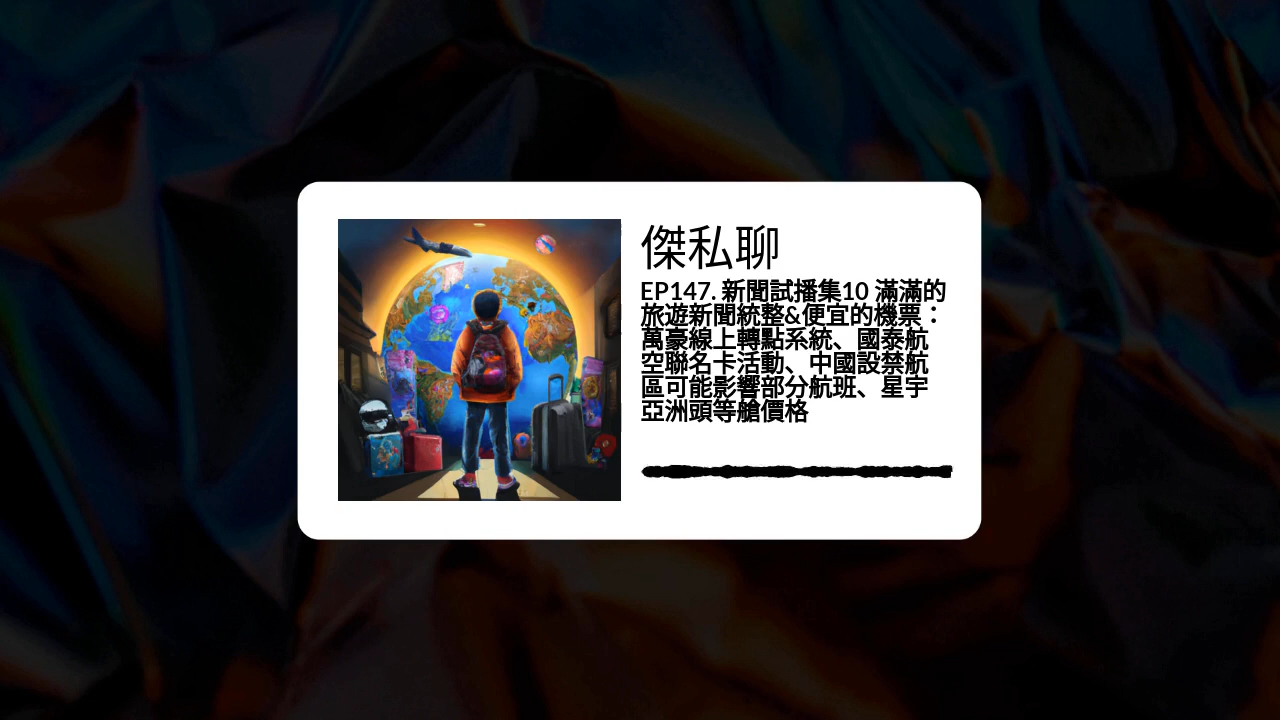 傑私聊
EP147. 新聞試播集10 滿滿的
旅遊新聞統整&便宜的機票：
萬豪線上轉點系統、國泰航
空聯名卡活動、中國設禁航
區可能影響部分航班、星宇
亞洲頭等艙價格